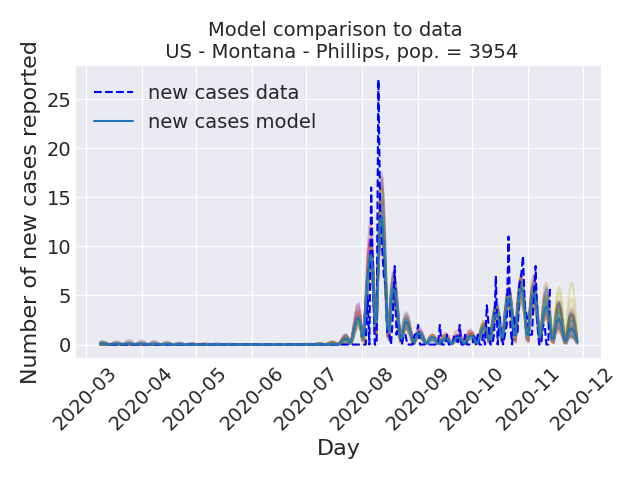 Model comparison to data
US - Montana - Phillips, pop. = 3954
Number of new cases reported
25
20
15
10
5
0
new cases data
new cases model
2020-03
2020-04
2020-05
2020-06
2020-07
2020-08
2020-09
2020-10
2020-11
2020-12
Day